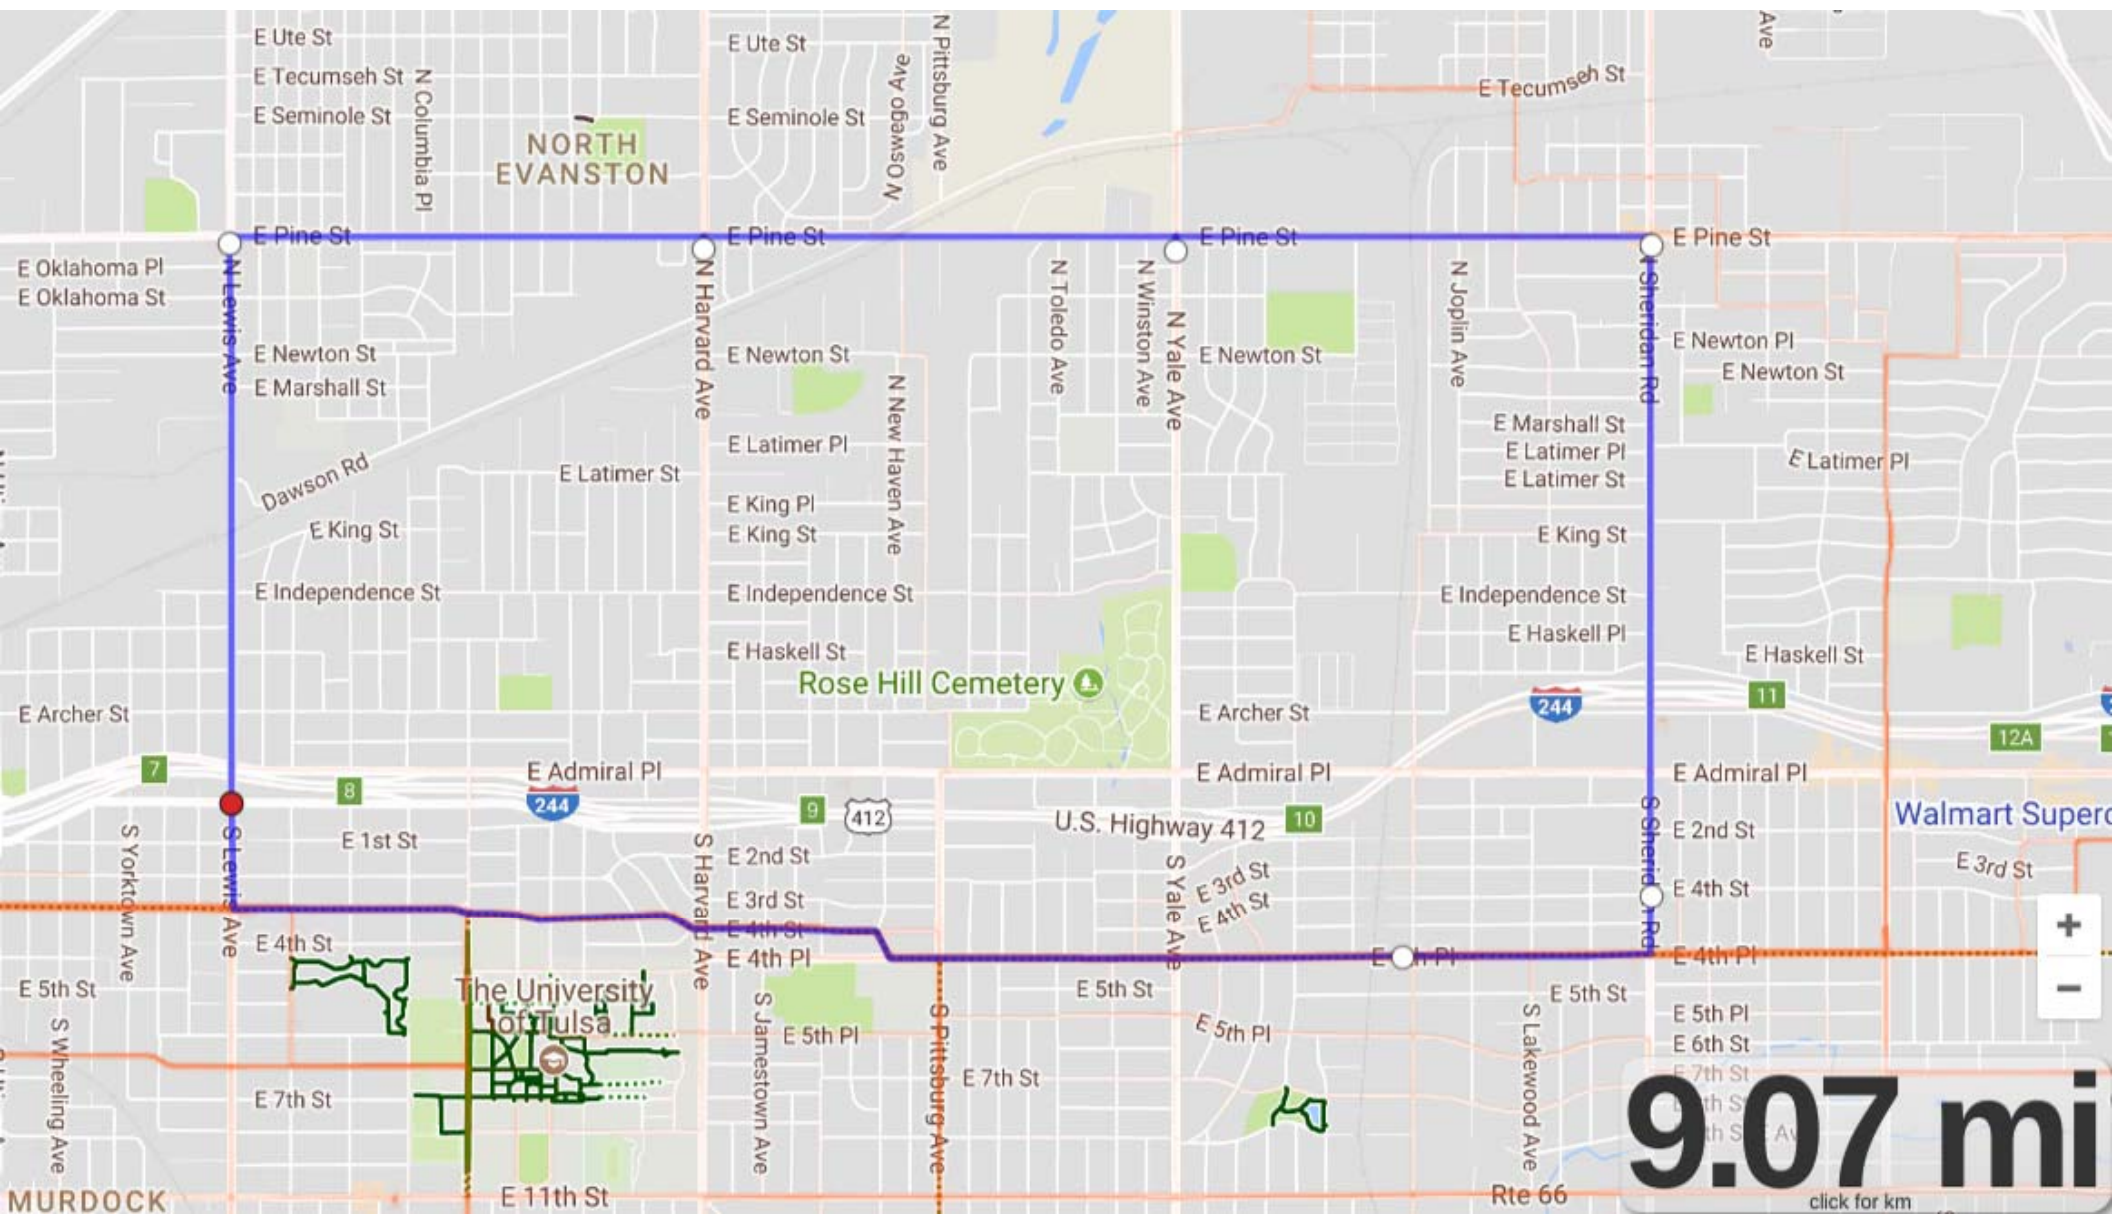 E Ute St
E Ute St
N Pittsburg Ave
Ave
E Tecumseh St
E Tecumseh St
N Columbia Pl
N Oswego Ave
E Seminole St
E Seminole St
NORTH
EVANSTON
E Pine St
E Pine St
E Pine St
E Pine St
E Oklahoma Pl
E Oklahoma St
N Lewis Ave
N Harvard Ave
N Toledo Ave
N Winston Ave
N Yale Ave
N Joplin Ave
N Sheridan Rd
E Newton St
E Newton St
E Newton St
E Newton Pl
E Newton St
E Marshall St
N New Haven Ave
E Marshall St
E Latimer Pl
E Latimer Pl
E Latimer Pl
E Latimer St
E Latimer St
Dawson Rd
E King Pl
E King St
E King St
E King St
E Independence St
E Independence St
E Independence St
E Haskell St
E Haskell Pl
E Haskell St
Rose Hill Cemetery
E Archer St
E Archer St
244
11
12A
7
E Admiral Pl
E Admiral Pl
E Admiral Pl
8
244
9
412
U.S. Highway 412
10
Walmart Superc
S Yorktown Ave
S Lewis Ave
E 1st St
S Harvard Ave
E 2nd St
S Yale Ave
E 3rd St
E 4th St
S Sherid
n Rd
E 2nd St
E 3rd St
E 3rd St
E 4th St
E 4th St
E 4th St
E 4th Pl
E
h Pl
E 4th Pl
+
−
E 5th St
The University
of Tulsa
E 5th St
E 5th St
S Wheeling Ave
S Jamestown Ave
E 5th Pl
S Pittsburg Ave
E 5th Pl
S Lakewood Ave
E 5th Pl
E 6th St
E 7th St
E 7th St
E 7th St
9.07 mi
click for km
MURDOCK
E 11th St
Rte 66